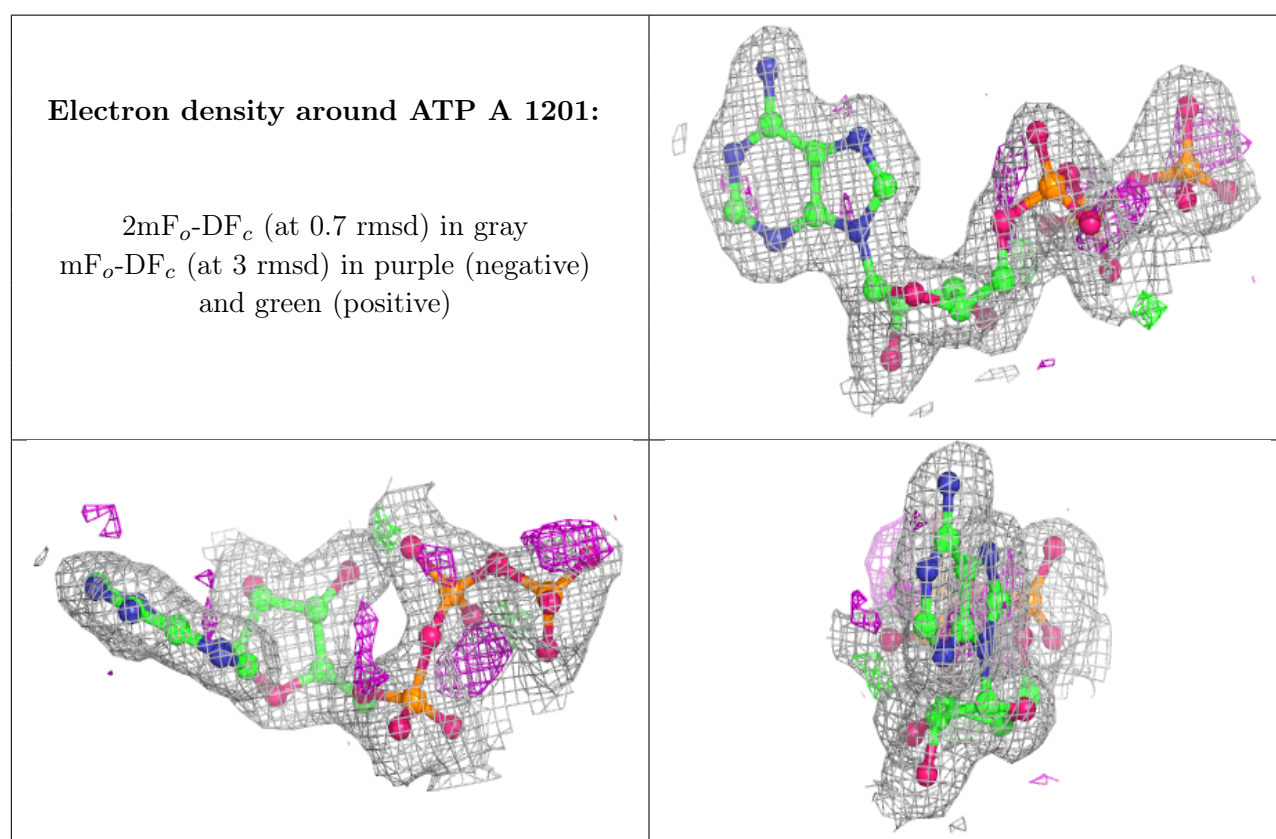 Electron density around ATP A 1201:
2mFₒ-DF𝒸 (at 0.7 rmsd) in gray
mFₒ-DF𝒸 (at 3 rmsd) in purple (negative)
and green (positive)